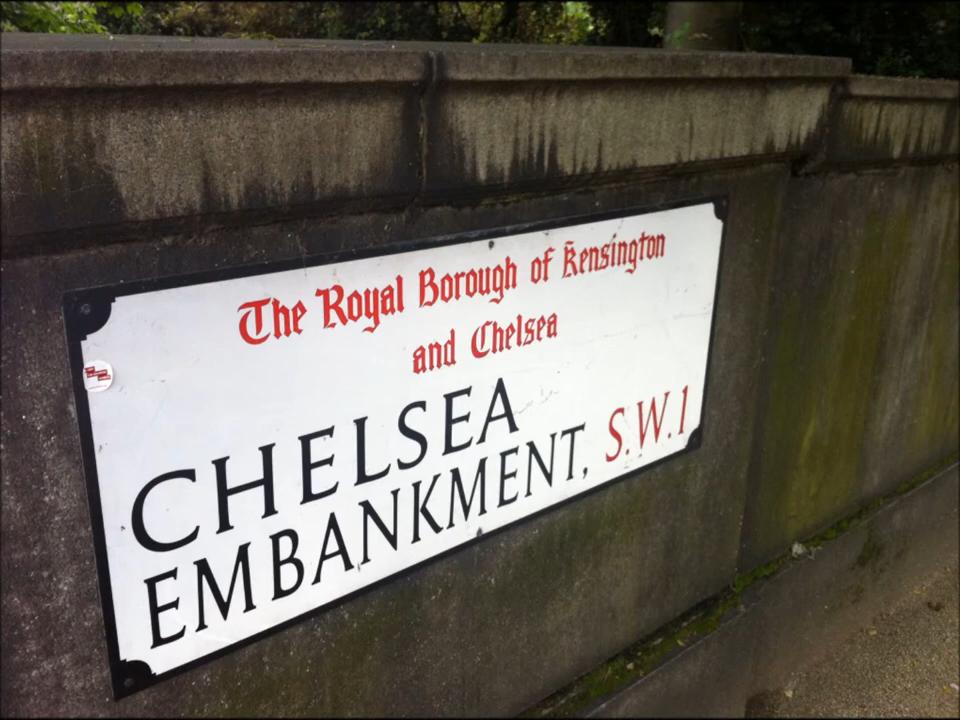 The Royal Borough of Kensington
and Chelsea
CHELSEA
EMBANKMENT, S.W.1